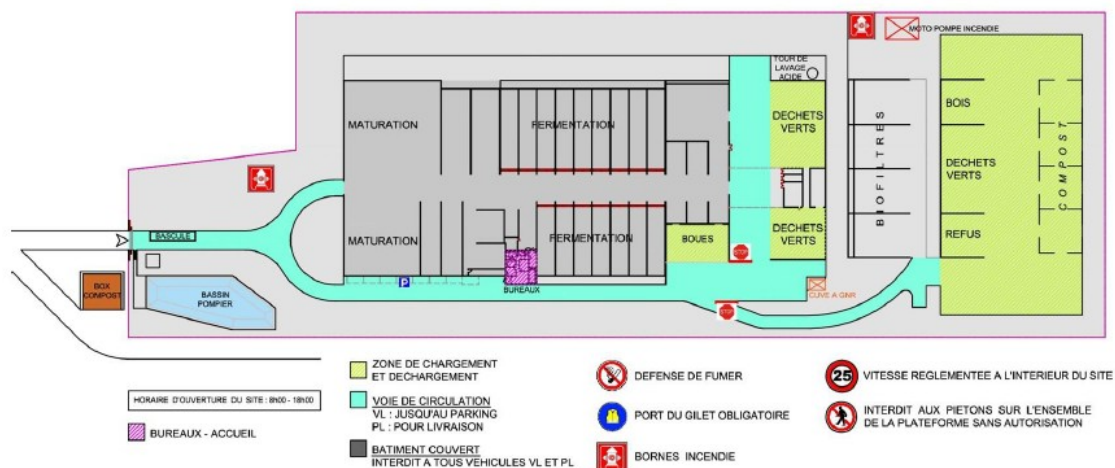 MOTO POMPE INCENDIE
TOUR DE
LAVAGE
ACIDE
MATURATION
FERMENTATION
DECHETS
VERTS
BOIS
BIOFILTRES
DECHETS
VERTS
COMPOST
BASCULE
MATURATION
FERMENTATION
BOUES
DECHETS
VERTS
REFUS
STOP
BOX
COMPOST
BASSIN
POMPIER
P
BUREAUX
CUVE A GNR
STOP
ZONE DE CHARGEMENT
ET DECHARGEMENT
DEFENSE DE FUMER
25 VITESSE REGLEMENTEE A L'INTERIEUR DU SITE
HORAIRE D'OUVERTURE DU SITE : 8h00 - 18h00
VOIE DE CIRCULATION
VL : JUSQU'AU PARKING
PL : POUR LIVRAISON
PORT DU GILET OBLIGATOIRE
INTERDIT AUX PIETONS SUR L'ENSEMBLE
DE LA PLATEFORME SANS AUTORISATION
BUREAUX - ACCUEIL
BATIMENT COUVERT
INTERDIT A TOUS VEHICULES VL ET PL
BORNES INCENDIE